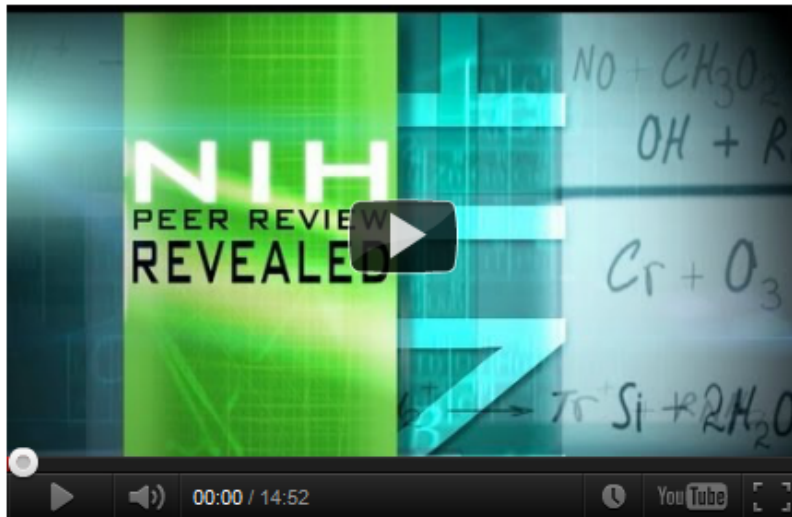 NIH
PEER REVIEW
REVEALED
NO + CH3O2
OH + R
Cr + O3
Si + 2H2O
00:00 / 14:52
YouTube